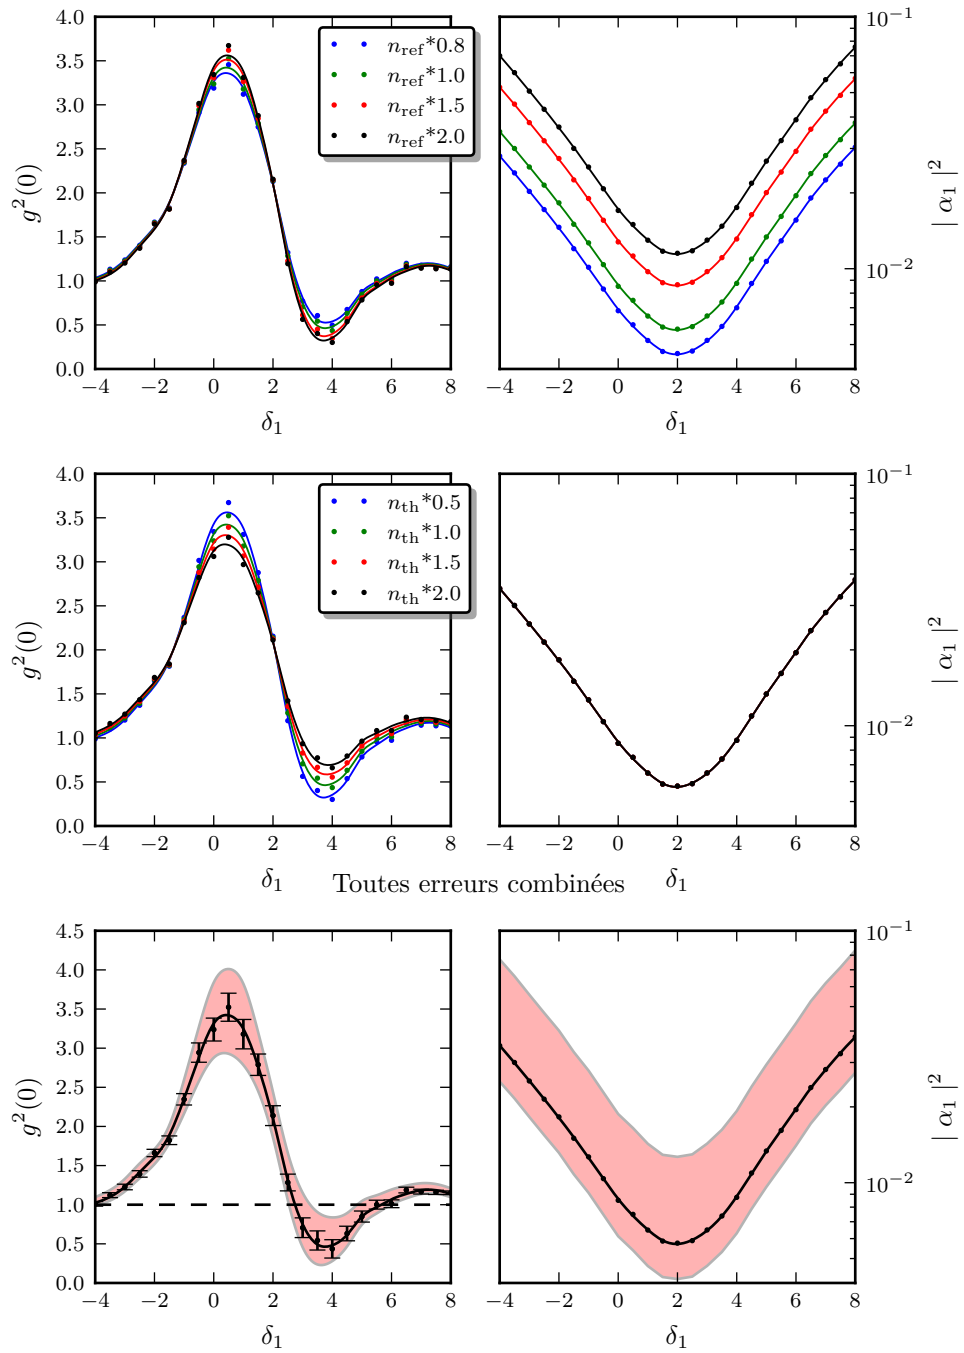 4.0
3.5
3.0
2.5
2.0
1.5
1.0
0.5
0.0
g²(0)
−4 −2 0 2 4 6 8
δ₁
n_ref*0.8
n_ref*1.0
n_ref*1.5
n_ref*2.0
10⁻¹
10⁻²
|α₁|²
−4 −2 0 2 4 6 8
δ₁
4.0
3.5
3.0
2.5
2.0
1.5
1.0
0.5
0.0
g²(0)
−4 −2 0 2 4 6 8
δ₁
n_th*0.5
n_th*1.0
n_th*1.5
n_th*2.0
10⁻¹
10⁻²
|α₁|²
−4 −2 0 2 4 6 8
δ₁
Toutes erreurs combinées
4.5
4.0
3.5
3.0
2.5
2.0
1.5
1.0
0.5
0.0
g²(0)
−4 −2 0 2 4 6 8
δ₁
10⁻¹
10⁻²
|α₁|²
−4 −2 0 2 4 6 8
δ₁